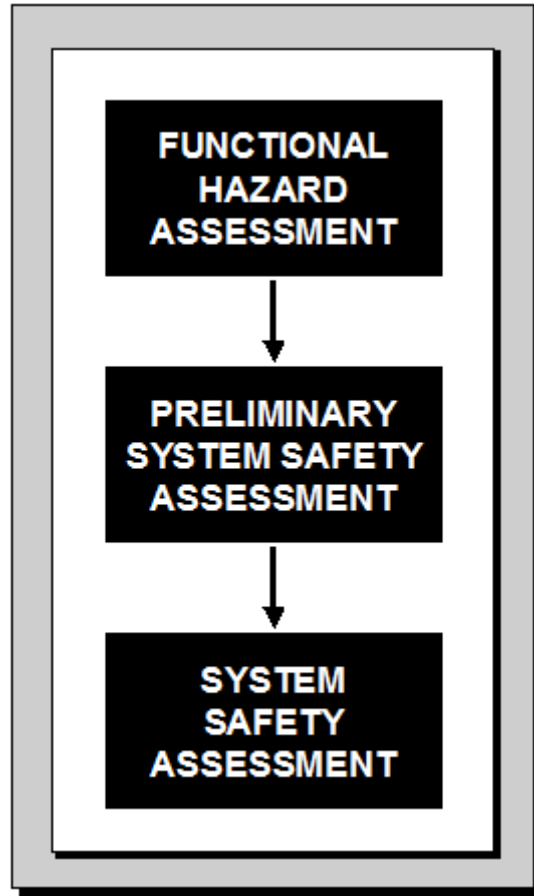 FUNCTIONAL
HAZARD
ASSESSMENT
PRELIMINARY
SYSTEM SAFETY
ASSESSMENT
SYSTEM
SAFETY
ASSESSMENT